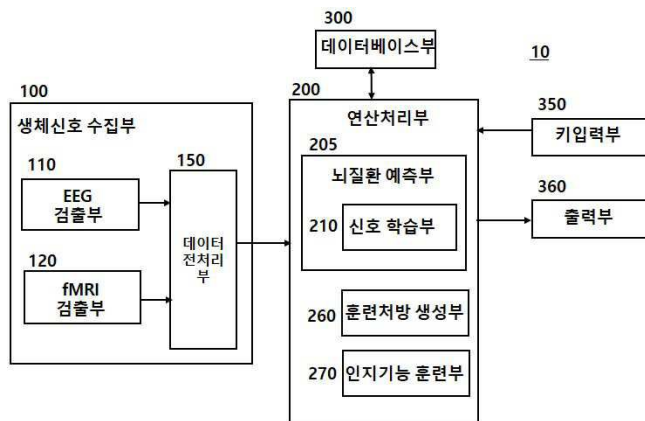 300
데이터베이스부
10
100
생체신호 수집부
110
EEG
검출부
120
fMRI
검출부
150
데이터
전처리
부
200
연산처리부
205
뇌질환 예측부
210
신호 학습부
260
훈련처방 생성부
270
인지기능 훈련부
350
키입력부
360
출력부